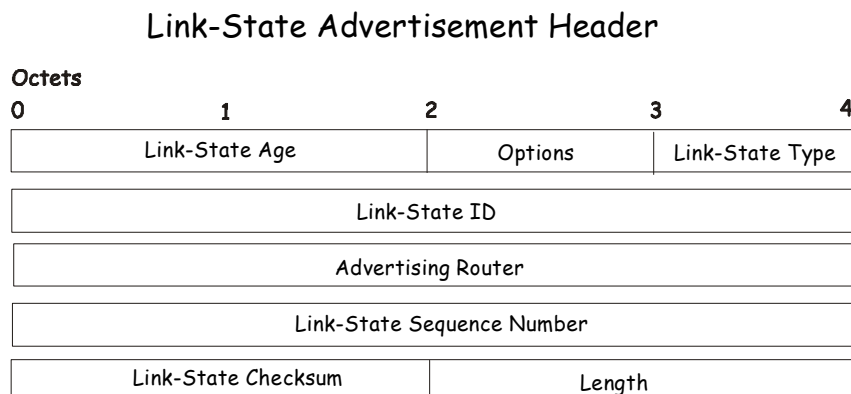 Link-State Advertisement Header
Octets
0 1 2 3 4
Link-State Age Options Link-State Type
Link-State ID
Advertising Router
Link-State Sequence Number
Link-State Checksum Length